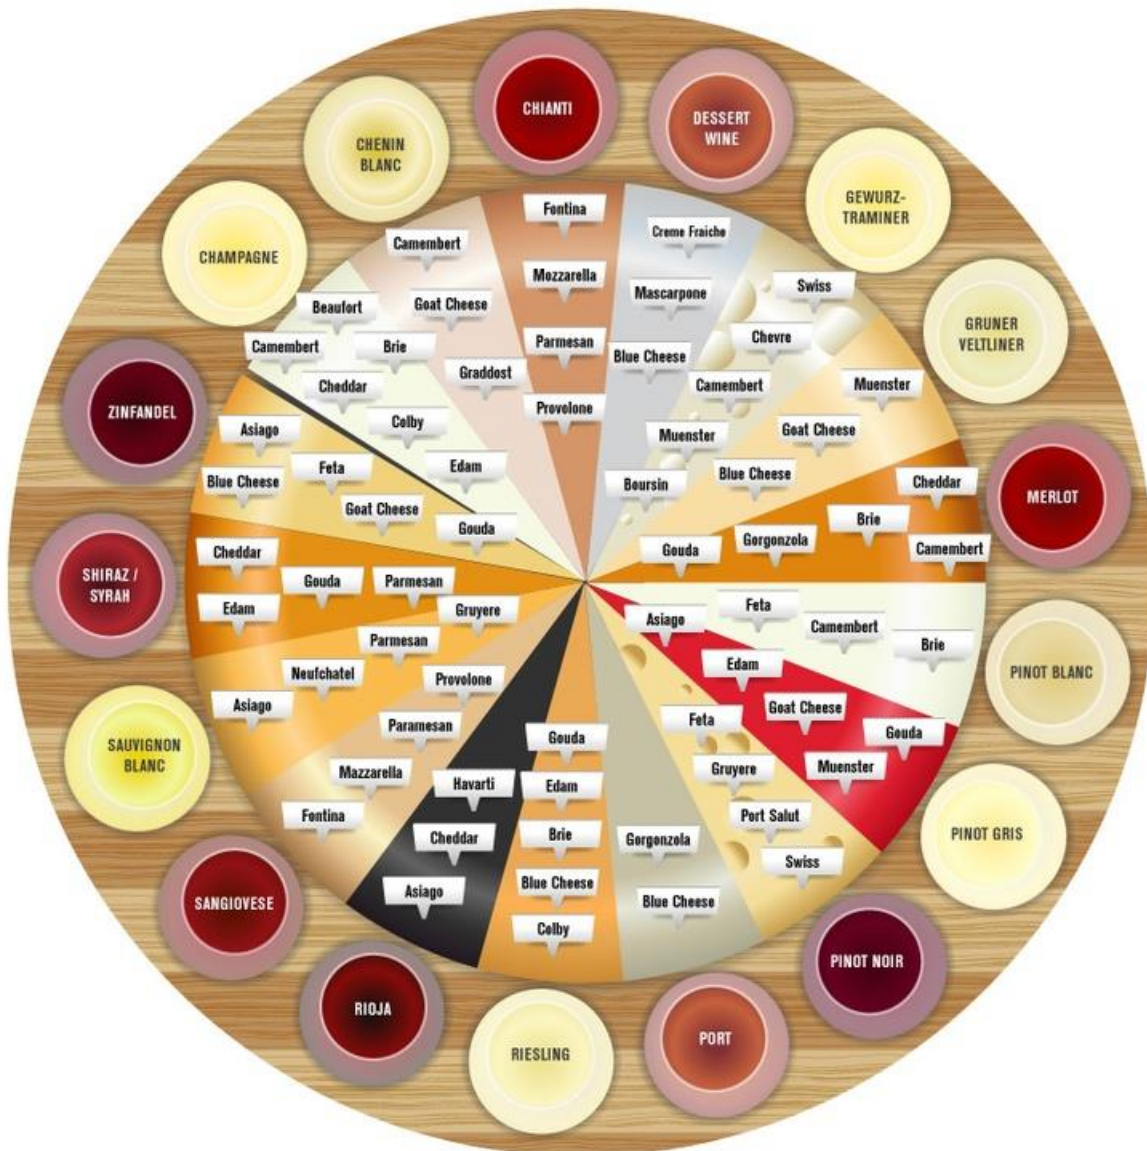 CHIANTI
DESSERT
WINE
GEWURZ-
TRAMINER
GRUNER
VELTLINER
MERLOT
PINOT BLANC
PINOT GRIS
PINOT NOIR
PORT
RIESLING
RIOJA
SANGIOVESE
SAUVIGNON
BLANC
SHIRAZ /
SYRAH
ZINFANDEL
CHAMPAGNE
CHENIN
BLANC
Fontina
Mozzarella
Parmesan
Provolone
Creme Fraiche
Mascarpone
Blue Cheese
Swiss
Chevre
Camembert
Muenster
Boursin
Muenster
Goat Cheese
Blue Cheese
Cheddar
Brie
Camembert
Gorgonzola
Gouda
Feta
Camembert
Brie
Asiago
Edam
Goat Cheese
Gouda
Muenster
Feta
Gruyere
Port Salut
Swiss
Gorgonzola
Blue Cheese
Gouda
Edam
Brie
Blue Cheese
Colby
Havarti
Cheddar
Asiago
Provolone
Paramesan
Mazzarella
Fontina
Gruyere
Parmesan
Neufchatel
Asiago
Cheddar
Gouda
Parmesan
Edam
Asiago
Feta
Blue Cheese
Goat Cheese
Gouda
Beaufort
Camembert
Brie
Cheddar
Colby
Edam
Camembert
Goat Cheese
Graddost